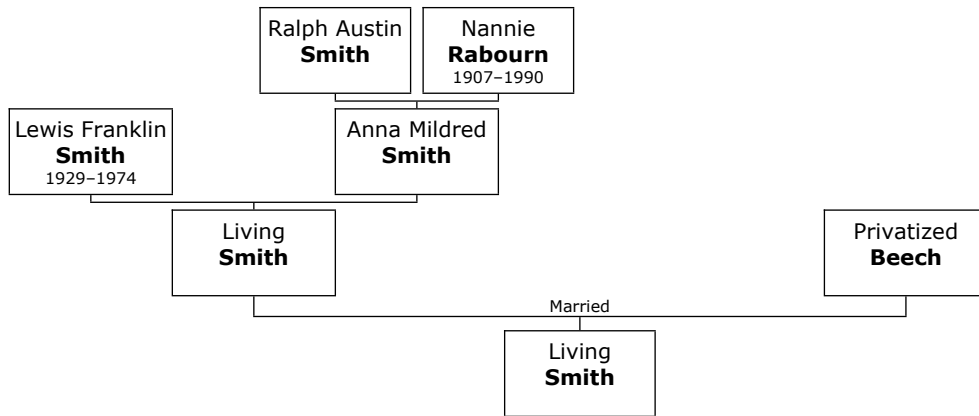 Ralph Austin
Smith
Nannie
Rabourn
1907–1990
Lewis Franklin
Smith
1929–1974
Anna Mildred
Smith
Living
Smith
Privatized
Beech
Married
Living
Smith